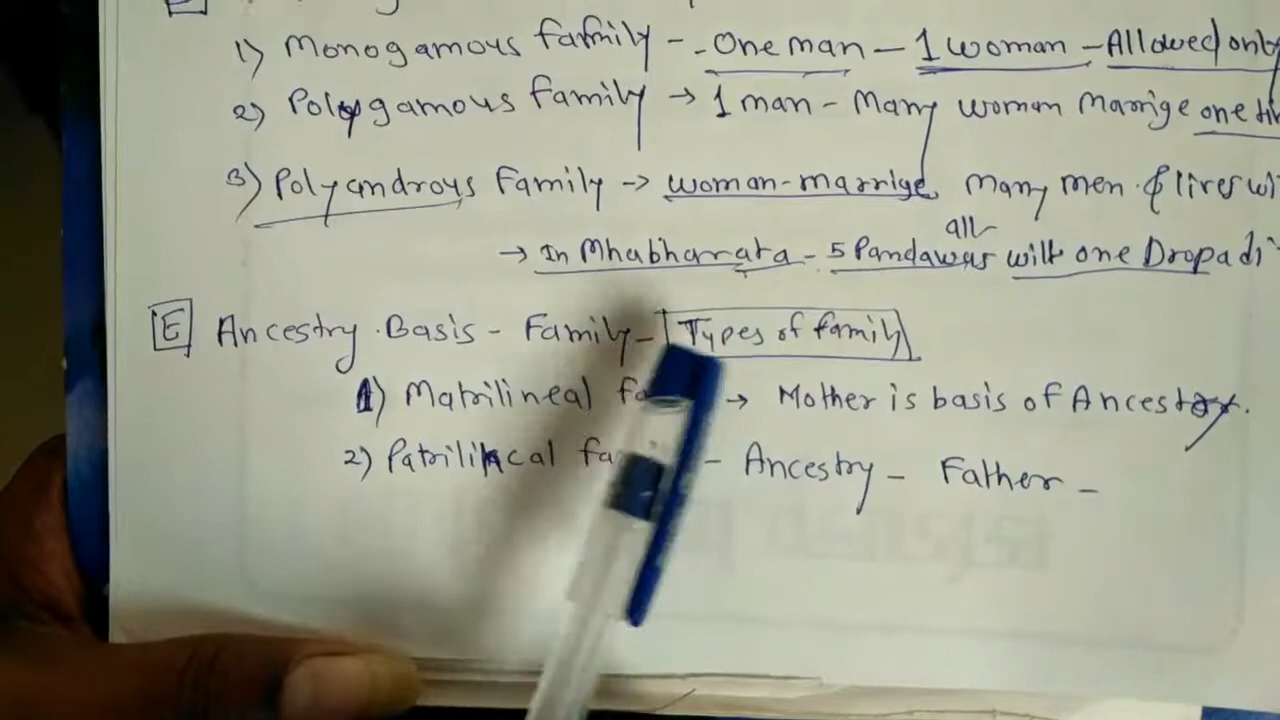 1) Monogamous family - - One man - 1 woman - Allowed only
2) Polygamous family → 1 man - Many women Marrige one
3) Polyandrous family → woman-marrige many men & lives
all
→ In Mhabharata - 5 Pandawas with one Dropadi
E Ancestry Basis - Family - Types of family
1) Matrilineal → Mother is basis of Ancestry.
2) Patrilineal - Ancestry - Father -